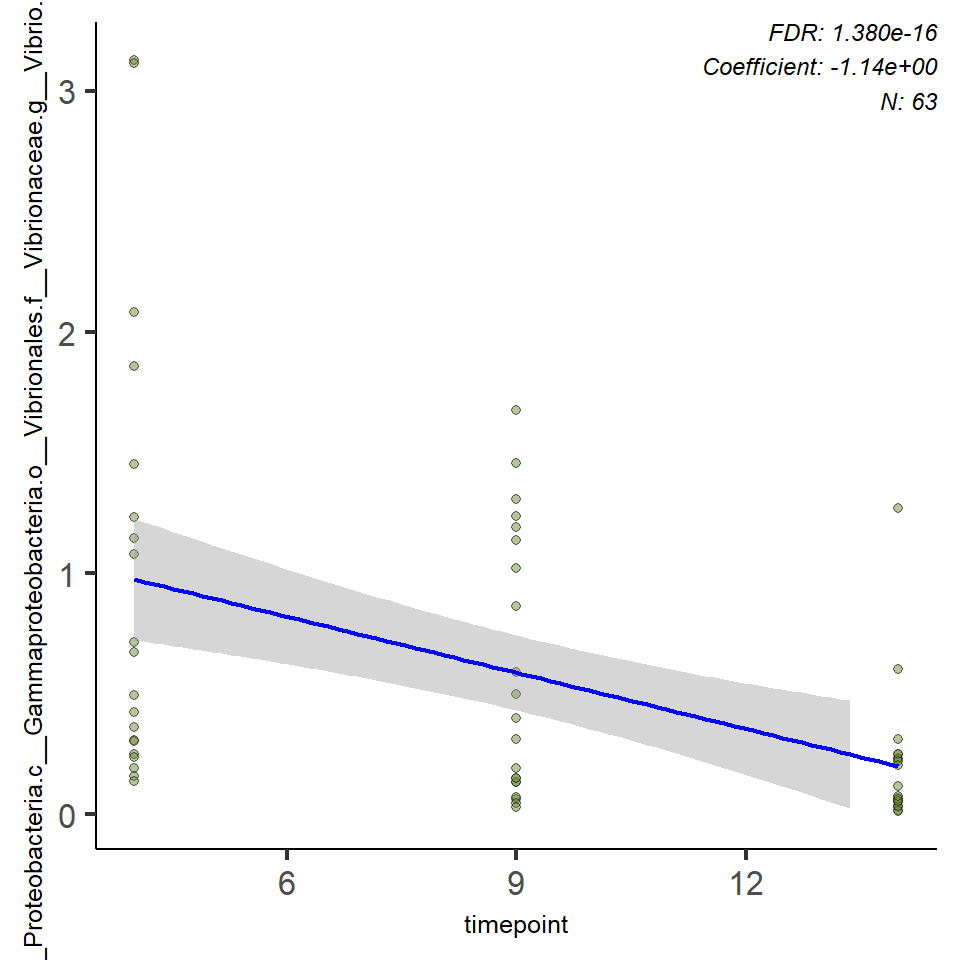 FDR: 1.380e-16
Coefficient: -1.14e+00
N: 63
_Proteobacteria.c__Gammaproteobacteria.o__Vibrionales.f__Vibrionaceae.g__Vibrio.
3
2
1
0
6 9 12
timepoint